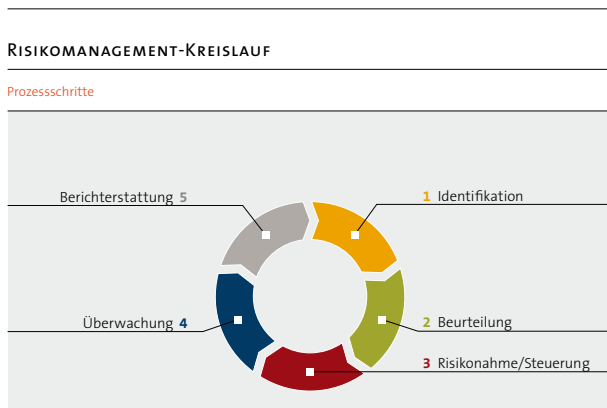 Risikomanagement-Kreislauf
Prozessschritte
Berichterstattung 5
1 Identifikation
Überwachung 4
2 Beurteilung
3 Risikonahme/Steuerung